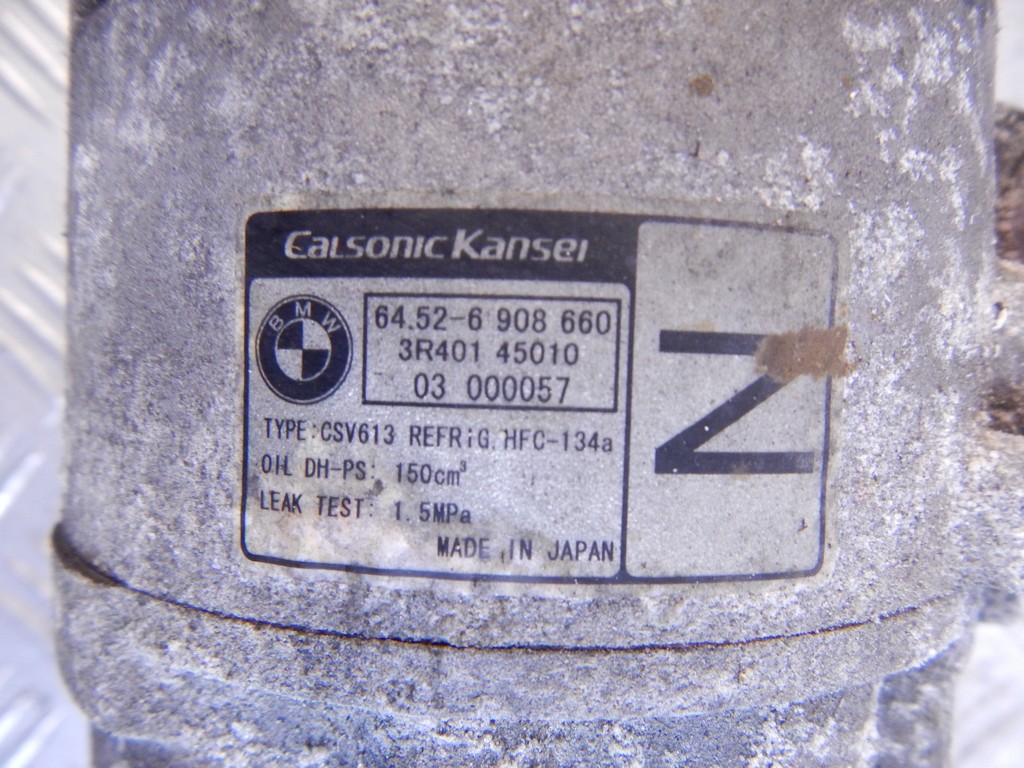 Calsonic Kansei
BMW
64.52-6 908 660
3R401 45010
03 000057
TYPE:CSV613 REFRiG.HFC-134a
OIL DH-PS: 150cm³
LEAK TEST: 1.5MPa
MADE IN JAPAN
Z